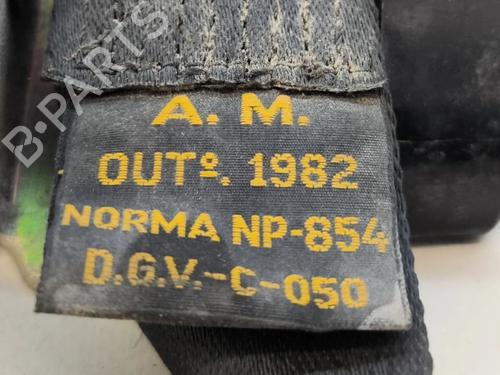 B-PARTS
A. M.
OUTº. 1982
NORMA NP-854
D.G.V.-C-050